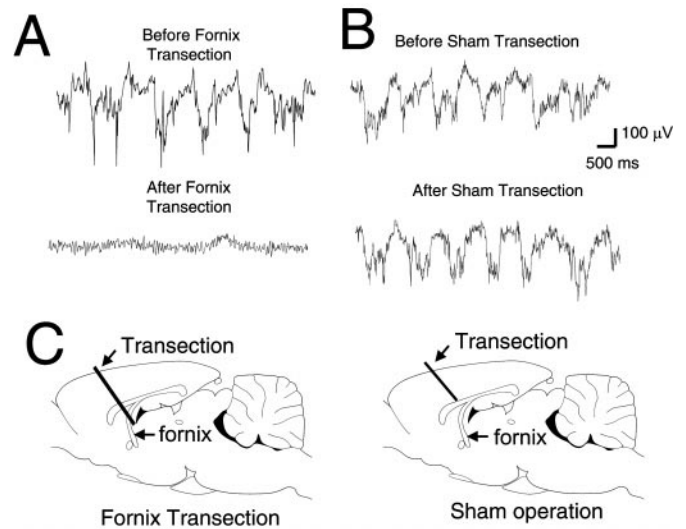 A
Before Fornix
Transection
After Fornix
Transection
B
Before Sham Transection
100 μV
500 ms
After Sham Transection
C
Transection
fornix
Fornix Transection
Transection
fornix
Sham operation